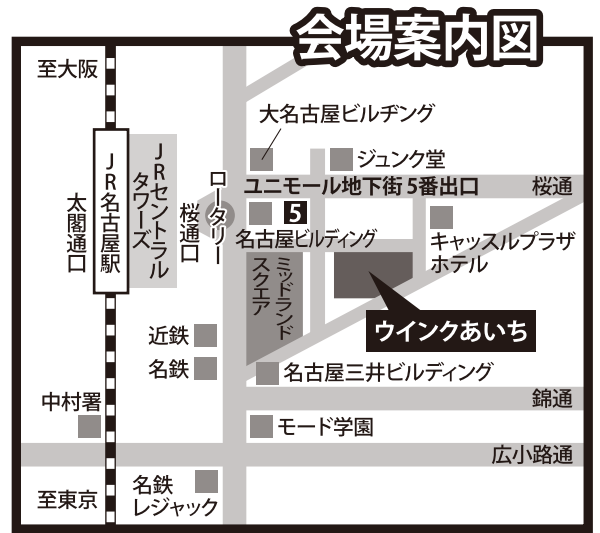 会場案内図
至大阪
大名古屋ビルヂング
ジュンク堂
JRセントラル
タワーズ
JR名古屋駅
太閤通口
桜通口
ロータリー
ユニモール地下街 5番出口
桜通
5
名古屋ビルディング
キャッスルプラザ
ホテル
ミッドランド
スクエア
ウインクあいち
近鉄
名鉄
名古屋三井ビルディング
中村署
錦通
モード学園
広小路通
名鉄
レジャック
至東京